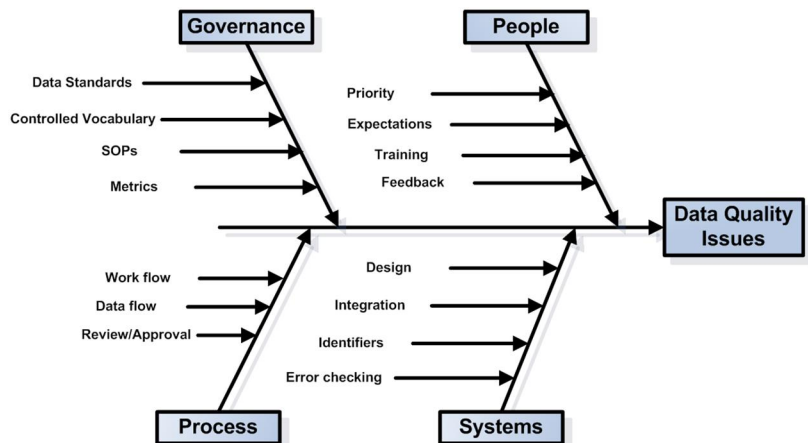 Governance
People
Data Standards
Controlled Vocabulary
SOPs
Metrics
Priority
Expectations
Training
Feedback
Data Quality
Issues
Work flow
Data flow
Review/Approval
Design
Integration
Identifiers
Error checking
Process
Systems